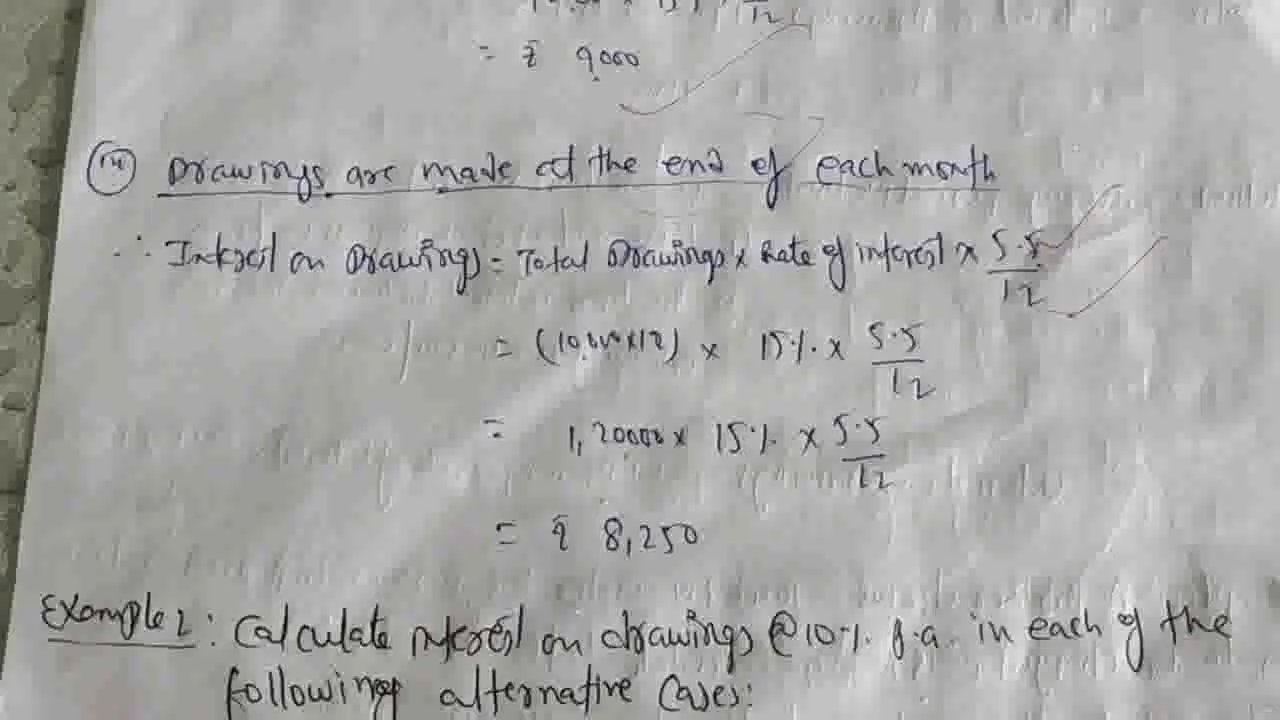 12
= ₹ 9000
Drawings are made at the end of each month
∴ Interest on Drawings = Total Drawings x Rate of interest x 5.5/12
= (10,000x12) x 15%. x 5.5/12
= 1,20000 x 15%. x 5.5/12
= ₹ 8,250
Example 2: Calculate interest on drawings @10%. p.a. in each of the
following alternative cases: